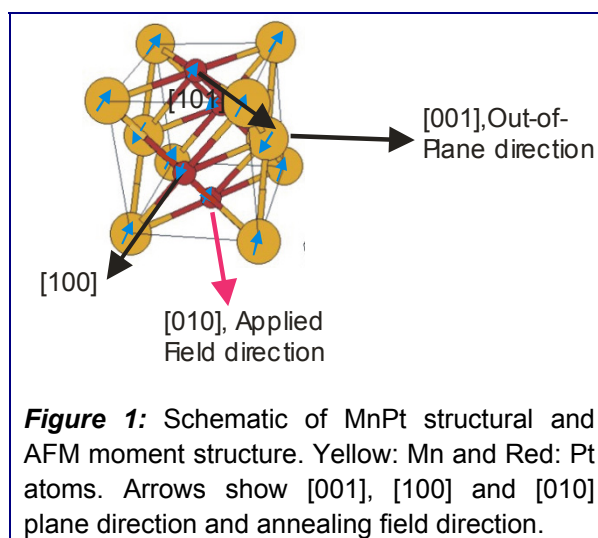 [101]
[001],Out-of-
Plane direction
[100]
[010], Applied
Field direction
Figure 1: Schematic of MnPt structural and
AFM moment structure. Yellow: Mn and Red: Pt
atoms. Arrows show [001], [100] and [010]
plane direction and annealing field direction.